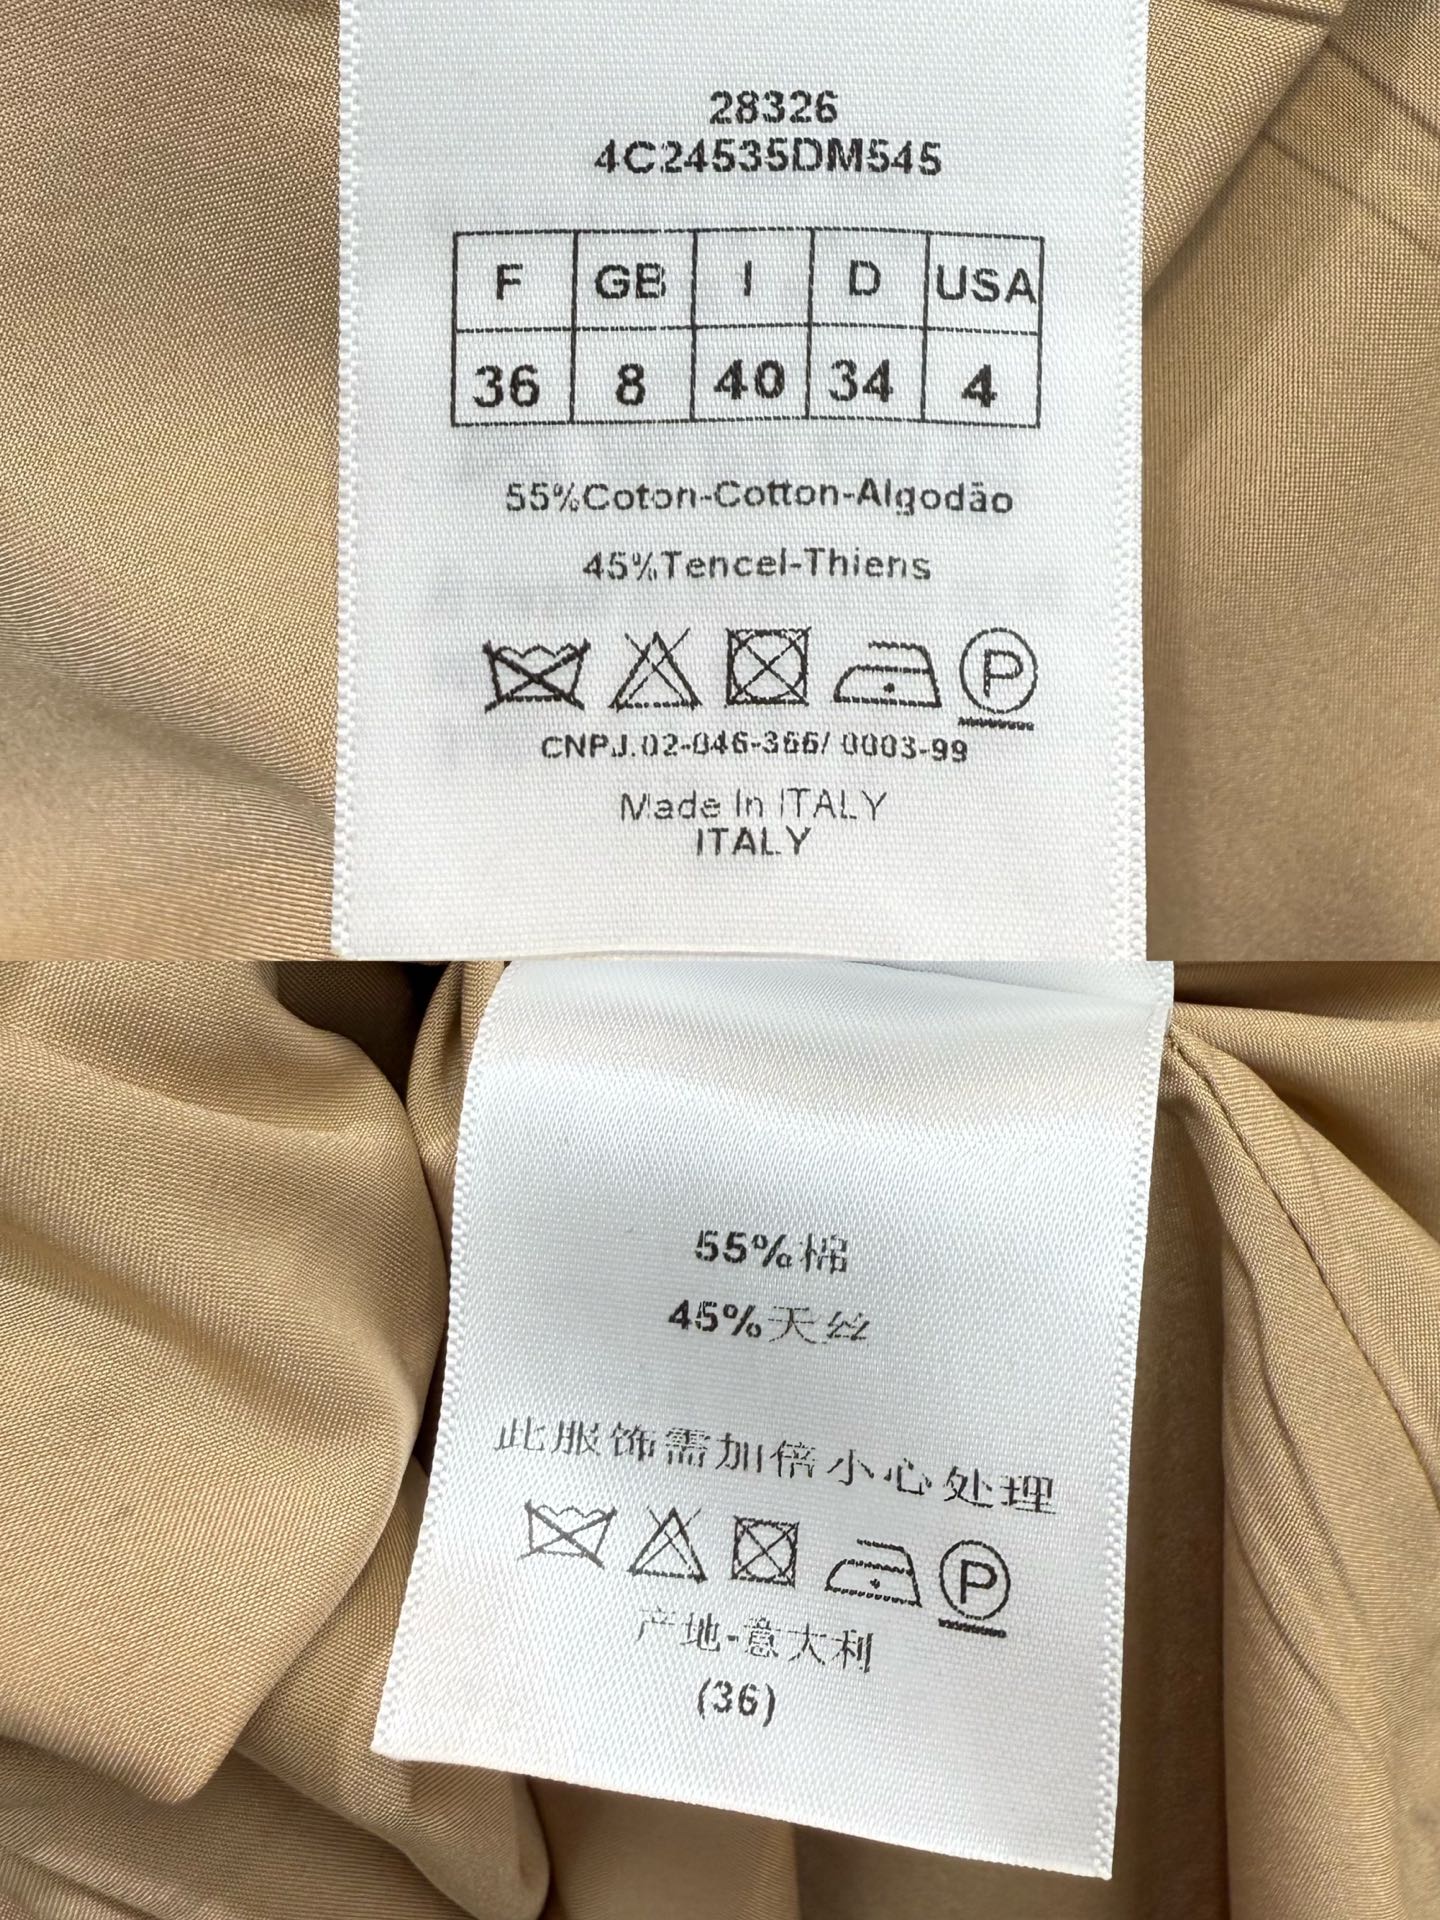 28326
4C24535DM545
F GB I D USA
36 8 40 34 4
55%Coton-Cotton-Algodão
45%Tencel-Thiens
P
CNPJ.02-046-366/ 0003-99
Made In ITALY
ITALY
55%棉
45%天丝
此服饰需加倍小心处理
P
产地-意大利
(36)